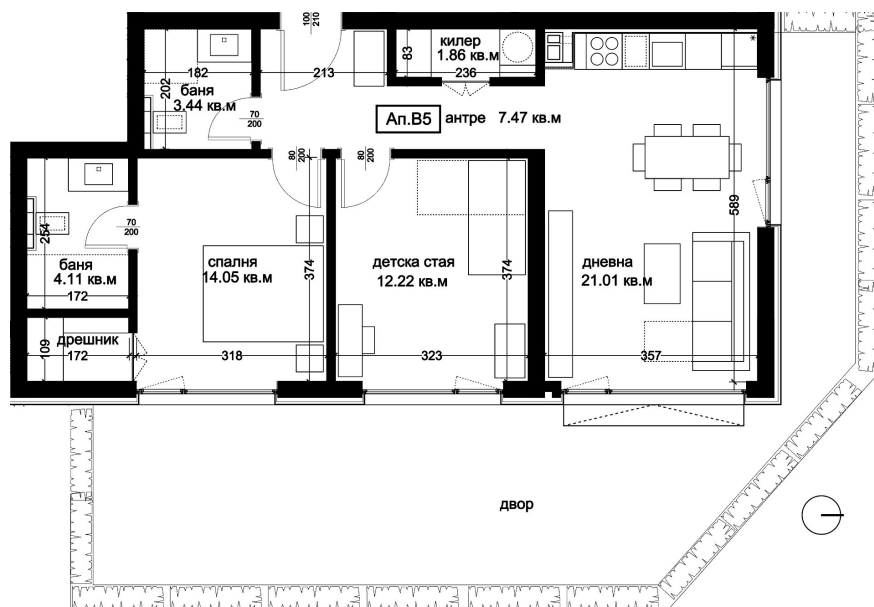 100
210
килер
1.86 кв.м
83
236
182
213
202
баня
3.44 кв.м
70
200
Ап.В5
антре 7.47 кв.м
80
200
80
200
589
254
70
200
баня
4.11 кв.м
172
спалня
14.05 кв.м
374
детска стая
12.22 кв.м
374
дневна
21.01 кв.м
109
дрешник
172
318
323
357
двор